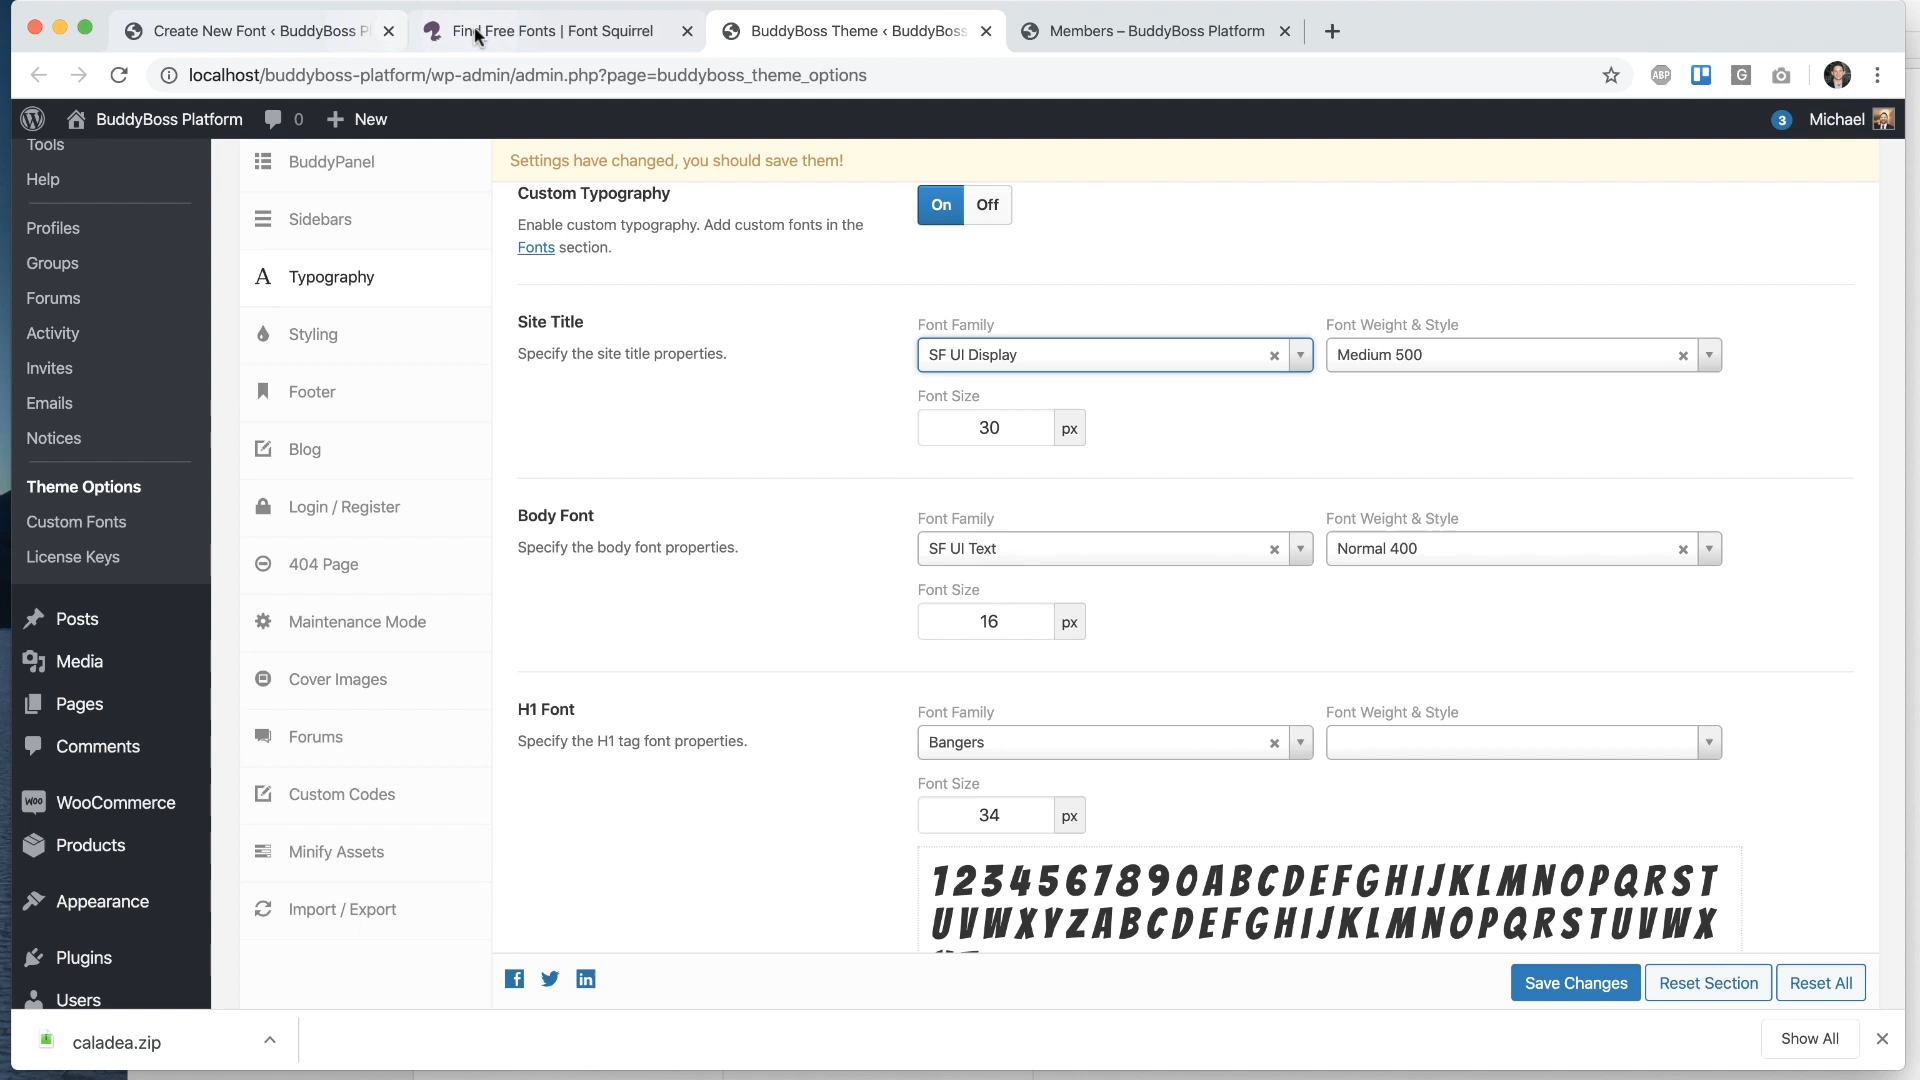 Create New Font ‹ BuddyBoss Pl
Find Free Fonts | Font Squirrel
BuddyBoss Theme ‹ BuddyBoss
Members – BuddyBoss Platform
localhost/buddyboss-platform/wp-admin/admin.php?page=buddyboss_theme_options
ABP
G
BuddyBoss Platform
0
New
3
Michael
Tools
Help
Profiles
Groups
Forums
Activity
Invites
Emails
Notices
Theme Options
Custom Fonts
License Keys
Posts
Media
Pages
Comments
WOO
WooCommerce
Products
Appearance
Plugins
Users
BuddyPanel
Sidebars
A Typography
Styling
Footer
Blog
Login / Register
404 Page
Maintenance Mode
Cover Images
Forums
Custom Codes
Minify Assets
Import / Export
Settings have changed, you should save them!
Custom Typography
Enable custom typography. Add custom fonts in the
Fonts section.
On Off
Site Title
Specify the site title properties.
Font Family
SF UI Display
Font Weight & Style
Medium 500
Font Size
30 px
Body Font
Specify the body font properties.
Font Family
SF UI Text
Font Weight & Style
Normal 400
Font Size
16 px
H1 Font
Specify the H1 tag font properties.
Font Family
Bangers
Font Weight & Style
Font Size
34 px
1234567890ABCDEFGHIJKLMNOPQRST
UVWXYZABCDEFGHIJKLMNOPQRSTUVWX
Save Changes
Reset Section
Reset All
caladea.zip
Show All